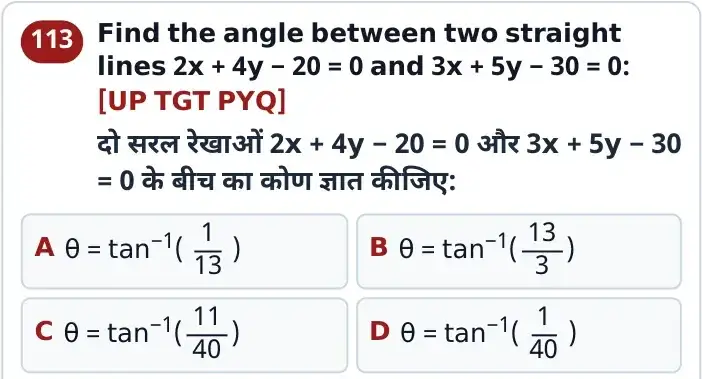 113 Find the angle between two straight
lines 2x + 4y − 20 = 0 and 3x + 5y − 30 = 0:
[UP TGT PYQ]
दो सरल रेखाओं 2x + 4y − 20 = 0 और 3x + 5y − 30
= 0 के बीच का कोण ज्ञात कीजिए:
A θ = tan⁻¹( 1/13 )
B θ = tan⁻¹(13/3)
C θ = tan⁻¹(11/40)
D θ = tan⁻¹( 1/40 )